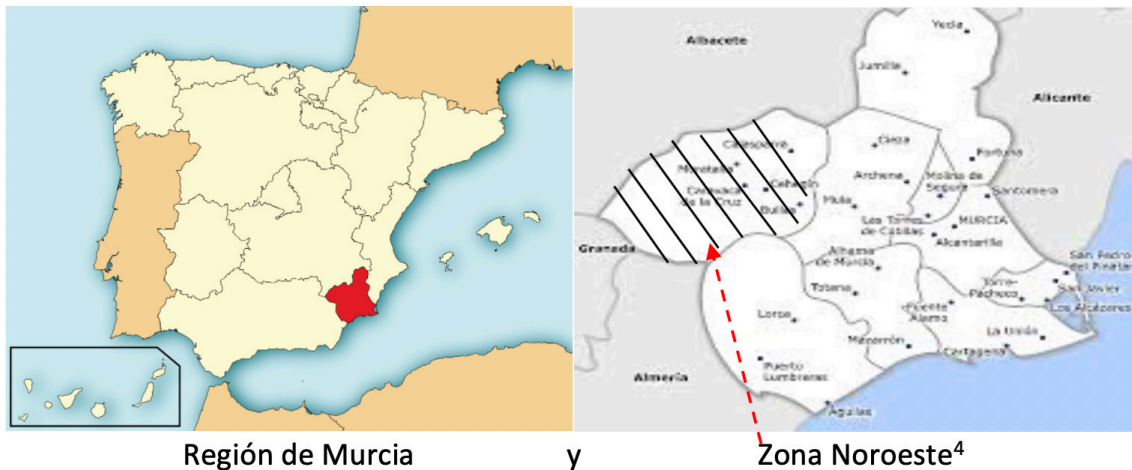 Yecla
Albacete
Jumilla
Alicante
Calasparra
Cieza
Moratalla
Fortuna
Archena
Molina de
Segura
Caravaca
de la Cruz
Cehegín
Santomera
Mula
Bullas
Las Torres
de Cotillas
MURCIA
Alcantarilla
Granada
Alhama
de Murcia
San Pedro
del Pinatar
Torre-
Pacheco
San Javier
Totana
Los Alcázares
Fuente
Álamo
Lorca
La Unión
Mazarrón
Cartagena
Puerto
Lumbreras
Almería
Águilas
Región de Murcia y Zona Noroeste4